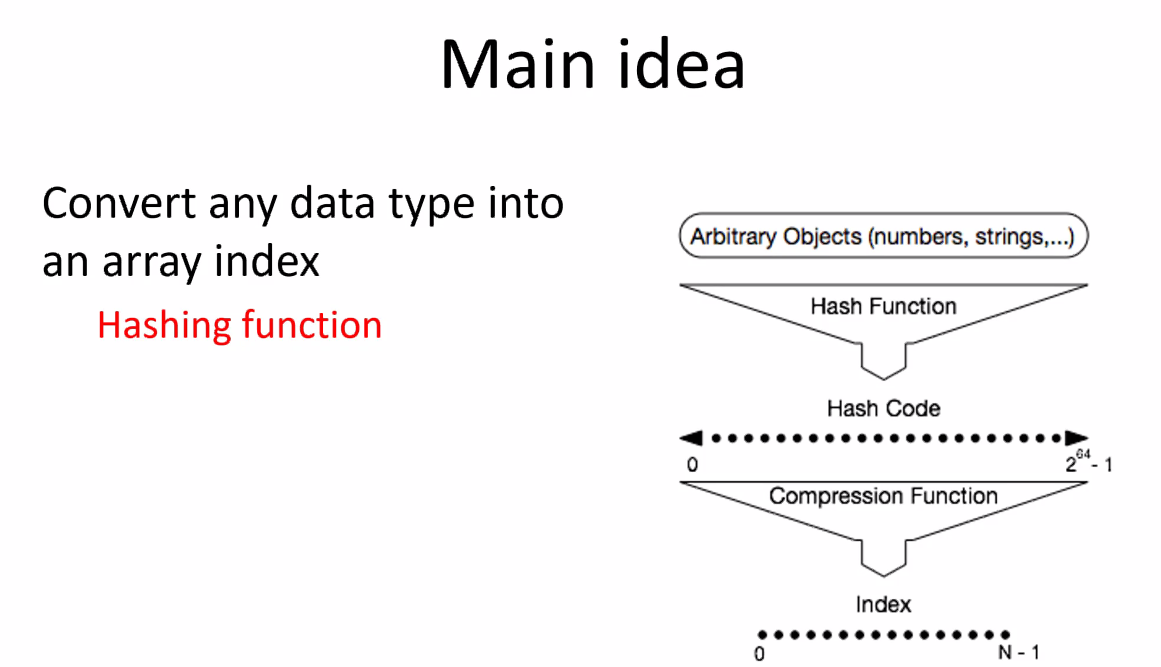 Main idea
Convert any data type into
an array index
Hashing function
Arbitrary Objects (numbers, strings,...)
Hash Function
Hash Code
0 2^64 - 1
Compression Function
Index
0 N - 1